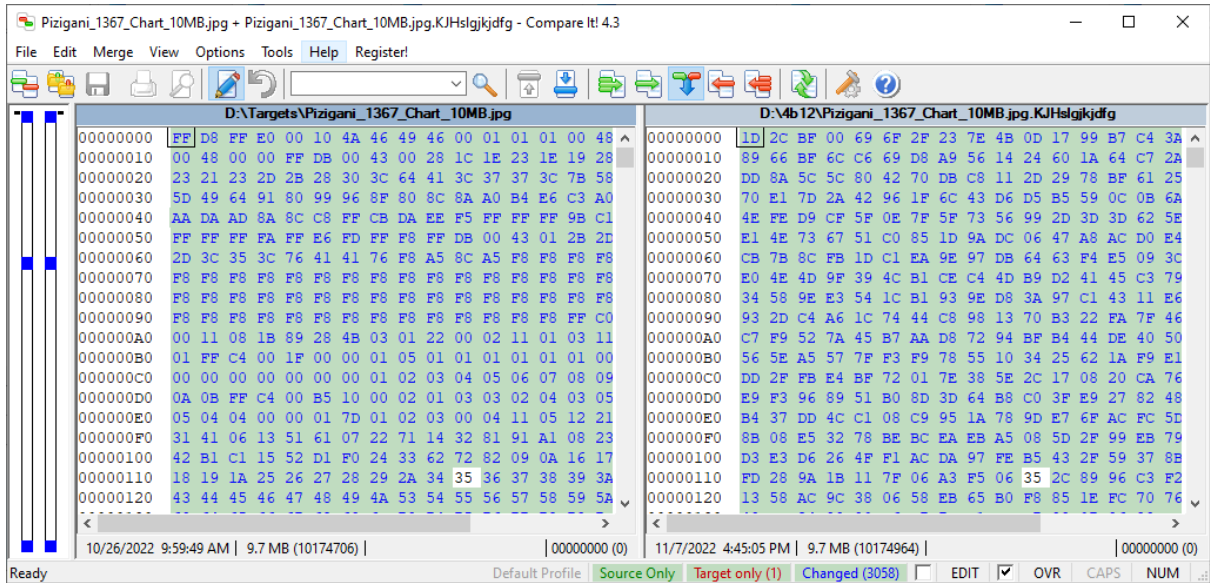 Pizigani_1367_Chart_10MB.jpg + Pizigani_1367_Chart_10MB.jpg.KJHslgjkjdfg - Compare It! 4.3
File Edit Merge View Options Tools Help Register!
D:\Targets\Pizigani_1367_Chart_10MB.jpg D:\4b12\Pizigani_1367_Chart_10MB.jpg.KJHslgjkjdfg
00000000 FF D8 FF E0 00 10 4A 46 49 46 00 01 01 01 00 48 00000000 1D 2C BF 00 69 6F 2F 23 7E 4B 0D 17 99 B7 C4 3A
00000010 00 48 00 00 FF DB 00 43 00 28 1C 1E 23 1E 19 28 00000010 89 66 BF 6C C6 69 D8 A9 56 14 24 60 1A 64 C7 2A
00000020 23 21 23 2D 2B 28 30 3C 64 41 3C 37 37 3C 7B 58 00000020 DD 8A 5C 5C 80 42 70 DB C8 11 2D 29 78 BF 61 25
00000030 5D 49 64 91 80 99 96 8F 80 8C 8A A0 B4 E6 C3 A0 00000030 70 E1 7D 2A 42 96 1F 6C 43 D6 D5 B5 59 0C 0B 6A
00000040 AA DA AD 8A 8C C8 FF CB DA EE F5 FF FF FF 9B C1 00000040 4E FE D9 CF 5F 0E 7F 5F 73 56 99 2D 3D 3D 62 5E
00000050 FF FF FF FA FF E6 FD FF F8 FF DB 00 43 01 2B 2D 00000050 E1 4E 73 67 51 C0 85 1D 9A DC 06 47 A8 AC D0 E4
00000060 2D 3C 35 3C 76 41 41 76 F8 A5 8C A5 F8 F8 F8 F8 00000060 CB 7B 8C FB 1D C1 EA 9E 97 DB 64 63 F4 E5 09 3C
00000070 F8 F8 F8 F8 F8 F8 F8 F8 F8 F8 F8 F8 F8 F8 F8 F8 00000070 E0 4E 4D 9F 39 4C B1 CE C4 4D B9 D2 41 45 C3 79
00000080 F8 F8 F8 F8 F8 F8 F8 F8 F8 F8 F8 F8 F8 F8 F8 F8 00000080 34 58 9E E3 54 1C B1 93 9E D8 3A 97 C1 43 11 E6
00000090 F8 F8 F8 F8 F8 F8 F8 F8 F8 F8 F8 F8 F8 F8 FF C0 00000090 93 2D C4 A6 1C 74 44 C8 98 13 70 B3 22 FA 7F 46
000000A0 00 11 08 1B 89 28 4B 03 01 22 00 02 11 01 03 11 000000A0 C7 F9 52 7A 45 B7 AA D8 72 94 BF B4 44 DE 40 50
000000B0 01 FF C4 00 1F 00 00 01 05 01 01 01 01 01 01 00 000000B0 56 5E A5 57 7F F3 F9 78 55 10 34 25 62 1A F9 E1
000000C0 00 00 00 00 00 00 00 01 02 03 04 05 06 07 08 09 000000C0 DD 2F FB E4 BF 72 01 7E 38 5E 2C 17 08 20 CA 76
000000D0 0A 0B FF C4 00 B5 10 00 02 01 03 03 02 04 03 05 000000D0 E9 F3 96 89 51 B0 8D 3D 64 B8 C0 3F E9 27 82 48
000000E0 05 04 04 00 00 01 7D 01 02 03 00 04 11 05 12 21 000000E0 B4 37 DD 4C C1 08 C9 95 1A 78 9D E7 6F AC FC 5D
000000F0 31 41 06 13 51 61 07 22 71 14 32 81 91 A1 08 23 000000F0 8B 08 E5 32 78 BE BC EA EB A5 08 5D 2F 99 EB 79
00000100 42 B1 C1 15 52 D1 F0 24 33 62 72 82 09 0A 16 17 00000100 D3 E3 D6 26 4F F1 AC DA 97 FE B5 43 2F 59 37 8B
00000110 18 19 1A 25 26 27 28 29 2A 34 35 36 37 38 39 3A 00000110 FD 28 9A 1B 11 7F 06 A3 F5 06 35 2C 89 96 C3 F2
00000120 43 44 45 46 47 48 49 4A 53 54 55 56 57 58 59 5A 00000120 13 58 AC 9C 38 06 58 EB 65 B0 F8 85 1E FC 70 76
10/26/2022 9:59:49 AM | 9.7 MB (10174706) | 00000000 (0) 11/7/2022 4:45:05 PM | 9.7 MB (10174964) | 00000000 (0)
Ready Default Profile Source Only Target only (1) Changed (3058) EDIT OVR CAPS NUM